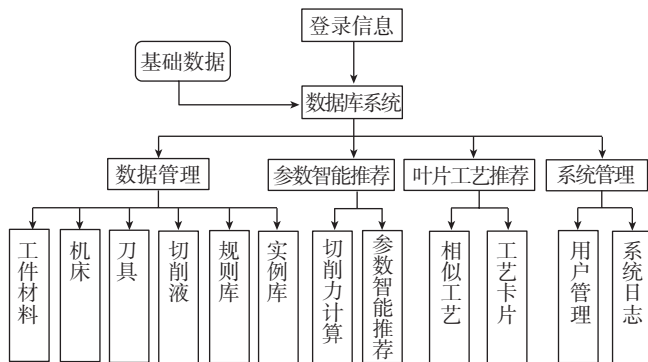 登录信息
基础数据
数据库系统
数据管理
参数智能推荐
叶片工艺推荐
系统管理
工件材料
机床
刀具
切削液
规则库
实例库
切削力计算
参数智能推荐
相似工艺
工艺卡片
用户管理
系统日志